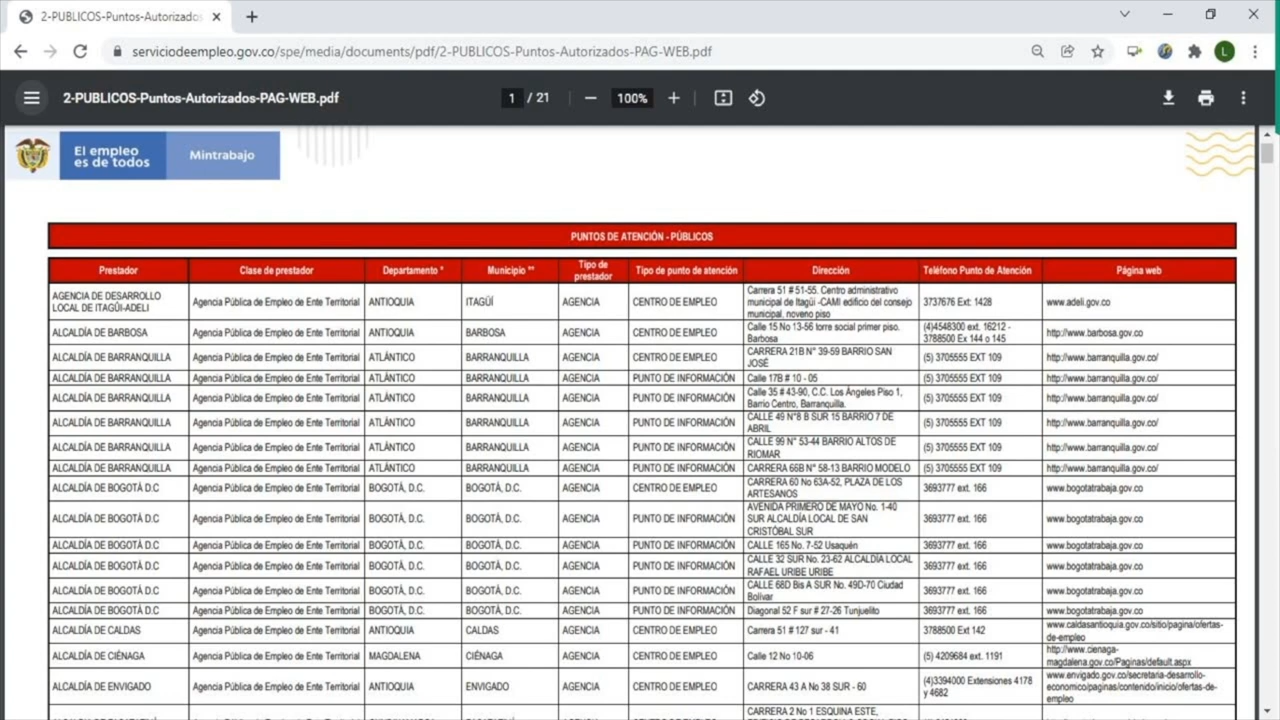 2-PUBLICOS-Puntos-Autorizados
serviciodeempleo.gov.co/spe/media/documents/pdf/2-PUBLICOS-Puntos-Autorizados-PAG-WEB.pdf
L
2-PUBLICOS-Puntos-Autorizados-PAG-WEB.pdf
1 / 21
100%
El empleo
es de todos
Mintrabajo
PUNTOS DE ATENCIÓN - PÚBLICOS
Prestador Clase de prestador Departamento * Municipio ** Tipo de prestador Tipo de punto de atención Dirección Teléfono Punto de Atención Página web
AGENCIA DE DESARROLLO LOCAL DE ITAGÜÍ-ADELI Agencia Pública de Empleo de Ente Territorial ANTIOQUIA ITAGÜÍ AGENCIA CENTRO DE EMPLEO Carrera 51 # 51-55. Centro administrativo municipal de Itagüi -CAMI edificio del consejo municipal, noveno piso 3737676 Ext: 1428 www.adeli.gov.co
ALCALDÍA DE BARBOSA Agencia Pública de Empleo de Ente Territorial ANTIOQUIA BARBOSA AGENCIA CENTRO DE EMPLEO Calle 15 No 13-56 torre social primer piso. Barbosa (4)4548300 ext. 16212 - 3788500 Ex 144 o 145 http://www.barbosa.gov.co
ALCALDÍA DE BARRANQUILLA Agencia Pública de Empleo de Ente Territorial ATLÁNTICO BARRANQUILLA AGENCIA CENTRO DE EMPLEO CARRERA 21B N° 39-59 BARRIO SAN JOSÉ (5) 3705555 EXT 109 http://www.barranquilla.gov.co/
ALCALDÍA DE BARRANQUILLA Agencia Pública de Empleo de Ente Territorial ATLÁNTICO BARRANQUILLA AGENCIA PUNTO DE INFORMACIÓN Calle 17B # 10 - 05 (5) 3705555 EXT 109 http://www.barranquilla.gov.co/
ALCALDÍA DE BARRANQUILLA Agencia Pública de Empleo de Ente Territorial ATLÁNTICO BARRANQUILLA AGENCIA PUNTO DE INFORMACIÓN Calle 35 # 43-90, C.C. Los Ángeles Piso 1, Barrio Centro, Barranquilla. (5) 3705555 EXT 109 http://www.barranquilla.gov.co/
ALCALDÍA DE BARRANQUILLA Agencia Pública de Empleo de Ente Territorial ATLÁNTICO BARRANQUILLA AGENCIA PUNTO DE INFORMACIÓN CALLE 49 N°8 B SUR 15 BARRIO 7 DE ABRIL (5) 3705555 EXT 109 http://www.barranquilla.gov.co/
ALCALDÍA DE BARRANQUILLA Agencia Pública de Empleo de Ente Territorial ATLÁNTICO BARRANQUILLA AGENCIA PUNTO DE INFORMACIÓN CALLE 99 N° 53-44 BARRIO ALTOS DE RIOMAR (5) 3705555 EXT 109 http://www.barranquilla.gov.co/
ALCALDÍA DE BARRANQUILLA Agencia Pública de Empleo de Ente Territorial ATLÁNTICO BARRANQUILLA AGENCIA PUNTO DE INFORMACIÓN CARRERA 66B N° 58-13 BARRIO MODELO (5) 3705555 EXT 109 http://www.barranquilla.gov.co/
ALCALDÍA DE BOGOTÁ D.C Agencia Pública de Empleo de Ente Territorial BOGOTÁ, D.C. BOGOTÁ, D.C. AGENCIA CENTRO DE EMPLEO CARRERA 60 No 63A-52, PLAZA DE LOS ARTESANOS 3693777 ext. 166 www.bogotatrabaja.gov.co
ALCALDÍA DE BOGOTÁ D.C Agencia Pública de Empleo de Ente Territorial BOGOTÁ, D.C. BOGOTÁ, D.C. AGENCIA PUNTO DE INFORMACIÓN AVENIDA PRIMERO DE MAYO No. 1-40 SUR ALCALDÍA LOCAL DE SAN CRISTÓBAL SUR 3693777 ext. 166 www.bogotatrabaja.gov.co
ALCALDÍA DE BOGOTÁ D.C Agencia Pública de Empleo de Ente Territorial BOGOTÁ, D.C. BOGOTÁ, D.C. AGENCIA PUNTO DE INFORMACIÓN CALLE 165 No. 7-52 Usaquén 3693777 ext. 166 www.bogotatrabaja.gov.co
ALCALDÍA DE BOGOTÁ D.C Agencia Pública de Empleo de Ente Territorial BOGOTÁ, D.C. BOGOTÁ, D.C. AGENCIA PUNTO DE INFORMACIÓN CALLE 32 SUR No. 23-62 ALCALDÍA LOCAL RAFAEL URIBE URIBE 3693777 ext. 166 www.bogotatrabaja.gov.co
ALCALDÍA DE BOGOTÁ D.C Agencia Pública de Empleo de Ente Territorial BOGOTÁ, D.C. BOGOTÁ, D.C. AGENCIA PUNTO DE INFORMACIÓN CALLE 68D Bis A SUR No. 49D-70 Ciudad Bolívar 3693777 ext. 166 www.bogotatrabaja.gov.co
ALCALDÍA DE BOGOTÁ D.C Agencia Pública de Empleo de Ente Territorial BOGOTÁ, D.C. BOGOTÁ, D.C. AGENCIA PUNTO DE INFORMACIÓN Diagonal 52 F sur # 27-26 Tunjuelito 3693777 ext. 166 www.bogotatrabaja.gov.co
ALCALDÍA DE CALDAS Agencia Pública de Empleo de Ente Territorial ANTIOQUIA CALDAS AGENCIA CENTRO DE EMPLEO Carrera 51 # 127 sur - 41 3788500 Ext 142 www.caldasantioquia.gov.co/sitio/pagina/ofertas-de-empleo
ALCALDÍA DE CIÉNAGA Agencia Pública de Empleo de Ente Territorial MAGDALENA CIÉNAGA AGENCIA CENTRO DE EMPLEO Calle 12 No 10-06 (5) 4209684 ext. 1191 http://www.cienaga-magdalena.gov.co/Paginas/default.aspx
ALCALDÍA DE ENVIGADO Agencia Pública de Empleo de Ente Territorial ANTIOQUIA ENVIGADO AGENCIA CENTRO DE EMPLEO CARRERA 43 A No 38 SUR - 60 (4)3394000 Extensiones 4178 y 4682 www.envigado.gov.co/secretaria-desarrollo-economico/paginas/contenido/inicio/ofertas-de-empleo
CARRERA 2 No 1 ESQUINA ESTE,